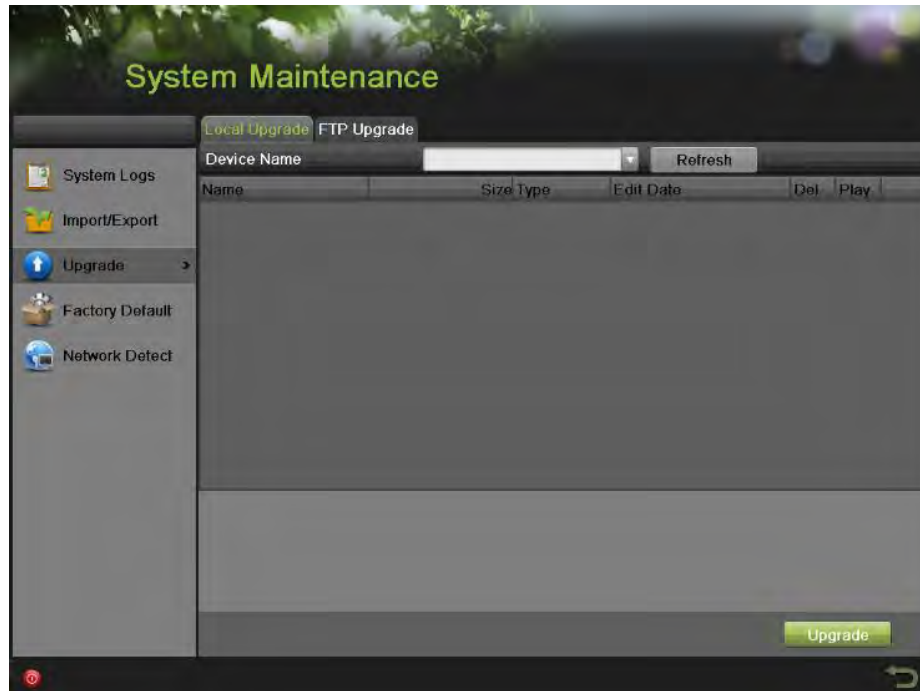 System Maintenance
Local Upgrade FTP Upgrade
Device Name Refresh
Name Size Type Edit Date Del Play
System Logs
Import/Export
Upgrade
Factory Default
Network Detect
Upgrade